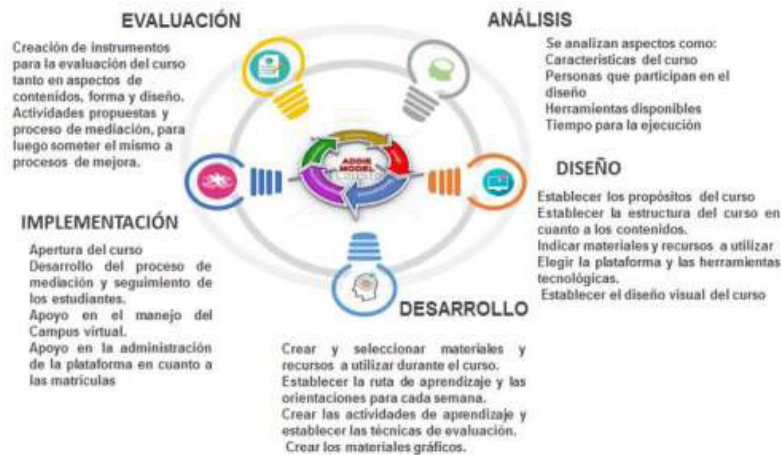 EVALUACIÓN
Creación de instrumentos
para la evaluación del curso
tanto en aspectos de
contenidos, forma y diseño.
Actividades propuestas y
proceso de mediación, para
luego someter el mismo a
procesos de mejora.
ANÁLISIS
Se analizan aspectos como:
Características del curso
Personas que participan en el
diseño
Herramientas disponibles
Tiempo para la ejecución
ADDIE
MODEL
DISEÑO
Establecer los propósitos del curso
Establecer la estructura del curso en
cuanto a los contenidos.
Indicar materiales y recursos a utilizar
Elegir la plataforma y las herramientas
tecnológicas.
Establecer el diseño visual del curso
IMPLEMENTACIÓN
Apertura del curso
Desarrollo del proceso de
mediación y seguimiento de
los estudiantes.
Apoyo en el manejo del
Campus virtual.
Apoyo en la administración
de la plataforma en cuanto a
las matrículas
DESARROLLO
Crear y seleccionar materiales y
recursos a utilizar durante el curso.
Establecer la ruta de aprendizaje y las
orientaciones para cada semana.
Crear las actividades de aprendizaje y
establecer las técnicas de evaluación.
Crear los materiales gráficos.